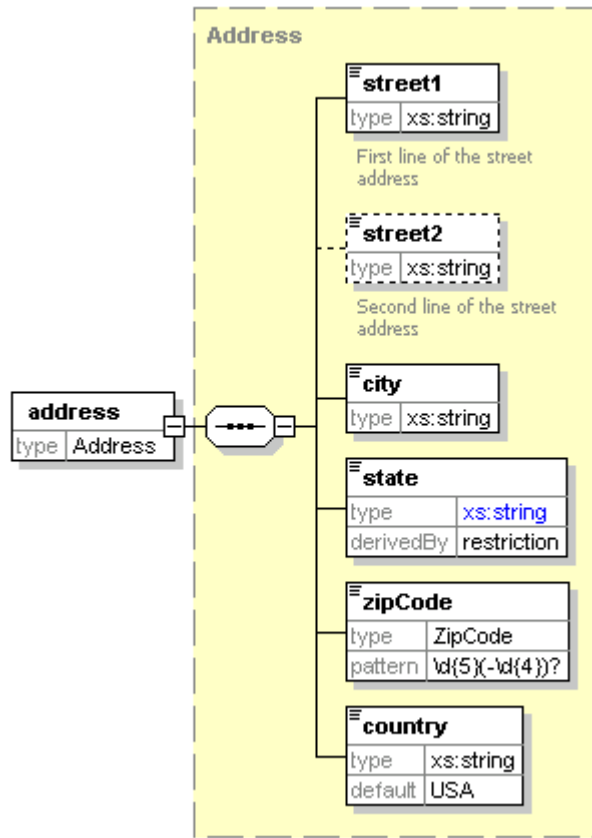 Address
street1
type xs:string
First line of the street
address
street2
type xs:string
Second line of the street
address
city
type xs:string
address
type Address
state
type xs:string
derivedBy restriction
zipCode
type ZipCode
pattern \d{5}(-\d{4})?
country
type xs:string
default USA